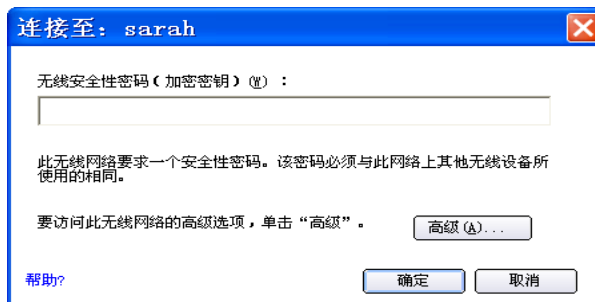 连接至：sarah
无线安全性密码（加密密钥）(W)：
此无线网络要求一个安全性密码。该密码必须与此网络上其他无线设备所
使用的相同。
要访问此无线网络的高级选项，单击“高级”。
高级(A)...
帮助?
确定
取消